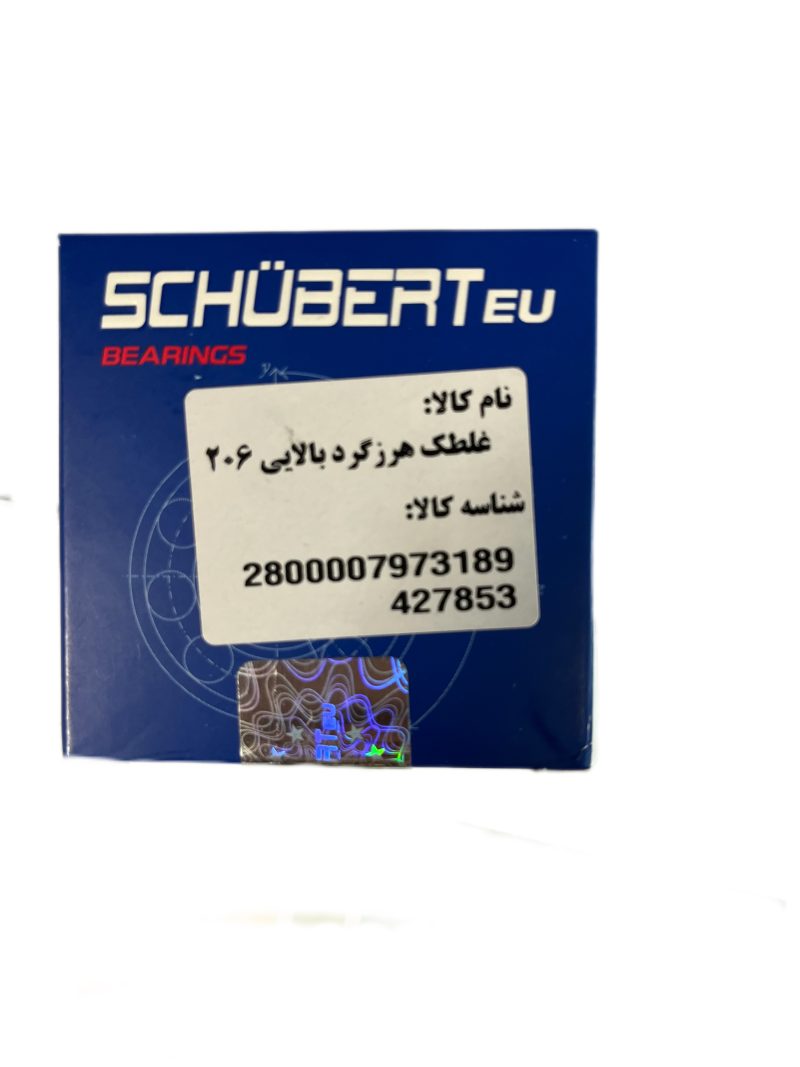 SCHÜBERT EU
BEARINGS
نام کالا:
غلطک هرزگرد بالایی ۲۰۶
شناسه کالا:
2800007973189
427853